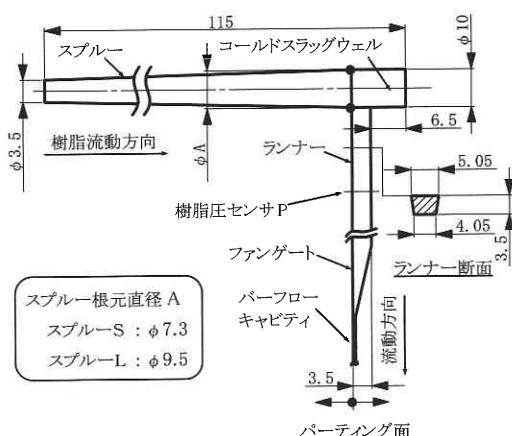 115
スプルー
コールドスラッグウェル
φ10
φ3.5
樹脂流動方向
φA
6.5
ランナー
5.05
樹脂圧センサP
4.05
3.5
ランナー断面
ファンゲート
スプルー根元直径 A
スプルーS:φ7.3
スプルーL:φ9.5
バーフロー
キャビティ
流動方向
3.5
パーティング面